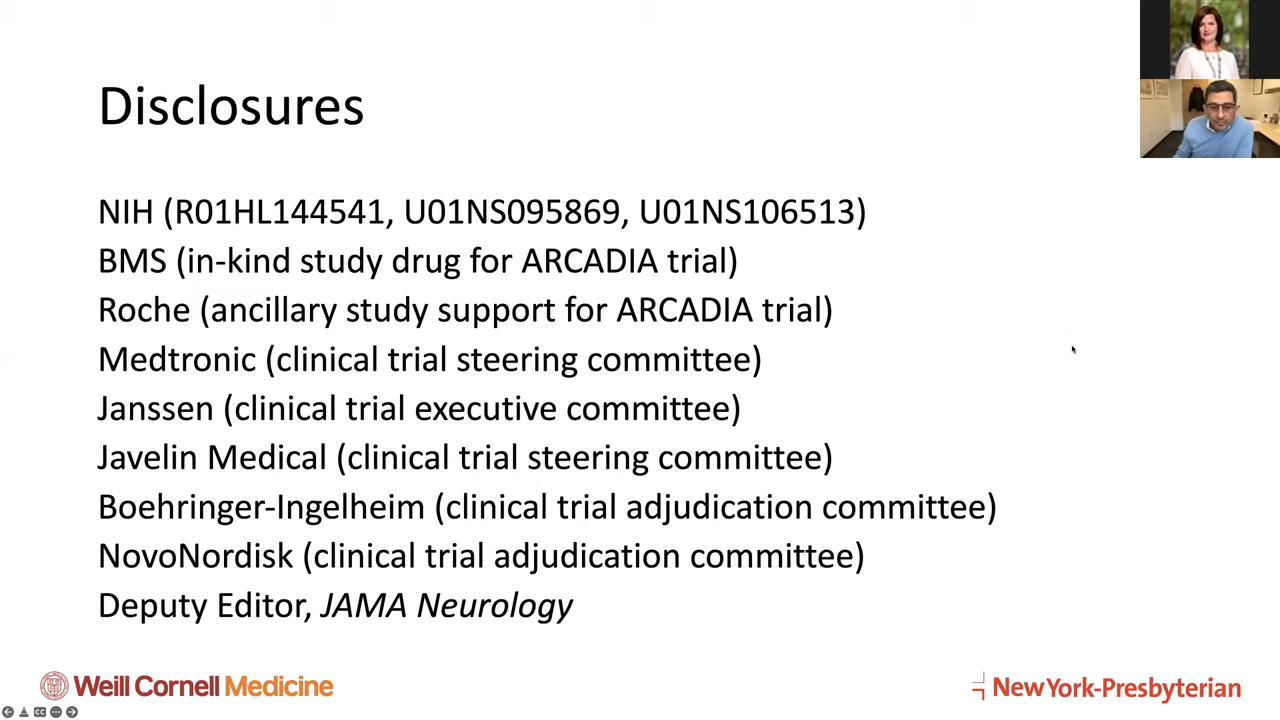 Disclosures
NIH (R01HL144541, U01NS095869, U01NS106513)
BMS (in-kind study drug for ARCADIA trial)
Roche (ancillary study support for ARCADIA trial)
Medtronic (clinical trial steering committee)
Janssen (clinical trial executive committee)
Javelin Medical (clinical trial steering committee)
Boehringer-Ingelheim (clinical trial adjudication committee)
NovoNordisk (clinical trial adjudication committee)
Deputy Editor, JAMA Neurology
Weill Cornell Medicine
NewYork-Presbyterian